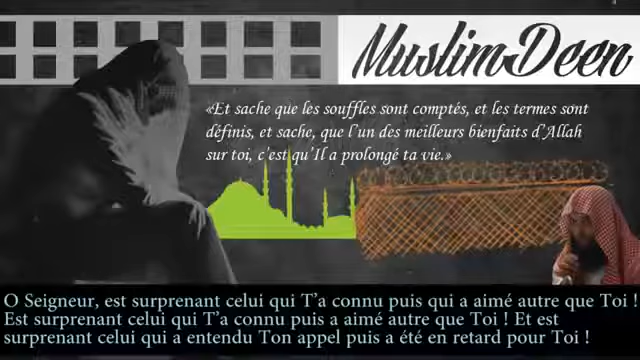 MuslimDeen
«Et sache que les souffles sont comptés, et les termes sont
définis, et sache, que l'un des meilleurs bienfaits d'Allah
sur toi, c'est qu'Il a prolongé ta vie.»
O Seigneur, est surprenant celui qui T'a connu puis qui a aimé autre que Toi !
Est surprenant celui qui T'a connu puis a aimé autre que Toi ! Et est
surprenant celui qui a entendu Ton appel puis a été en retard pour Toi !